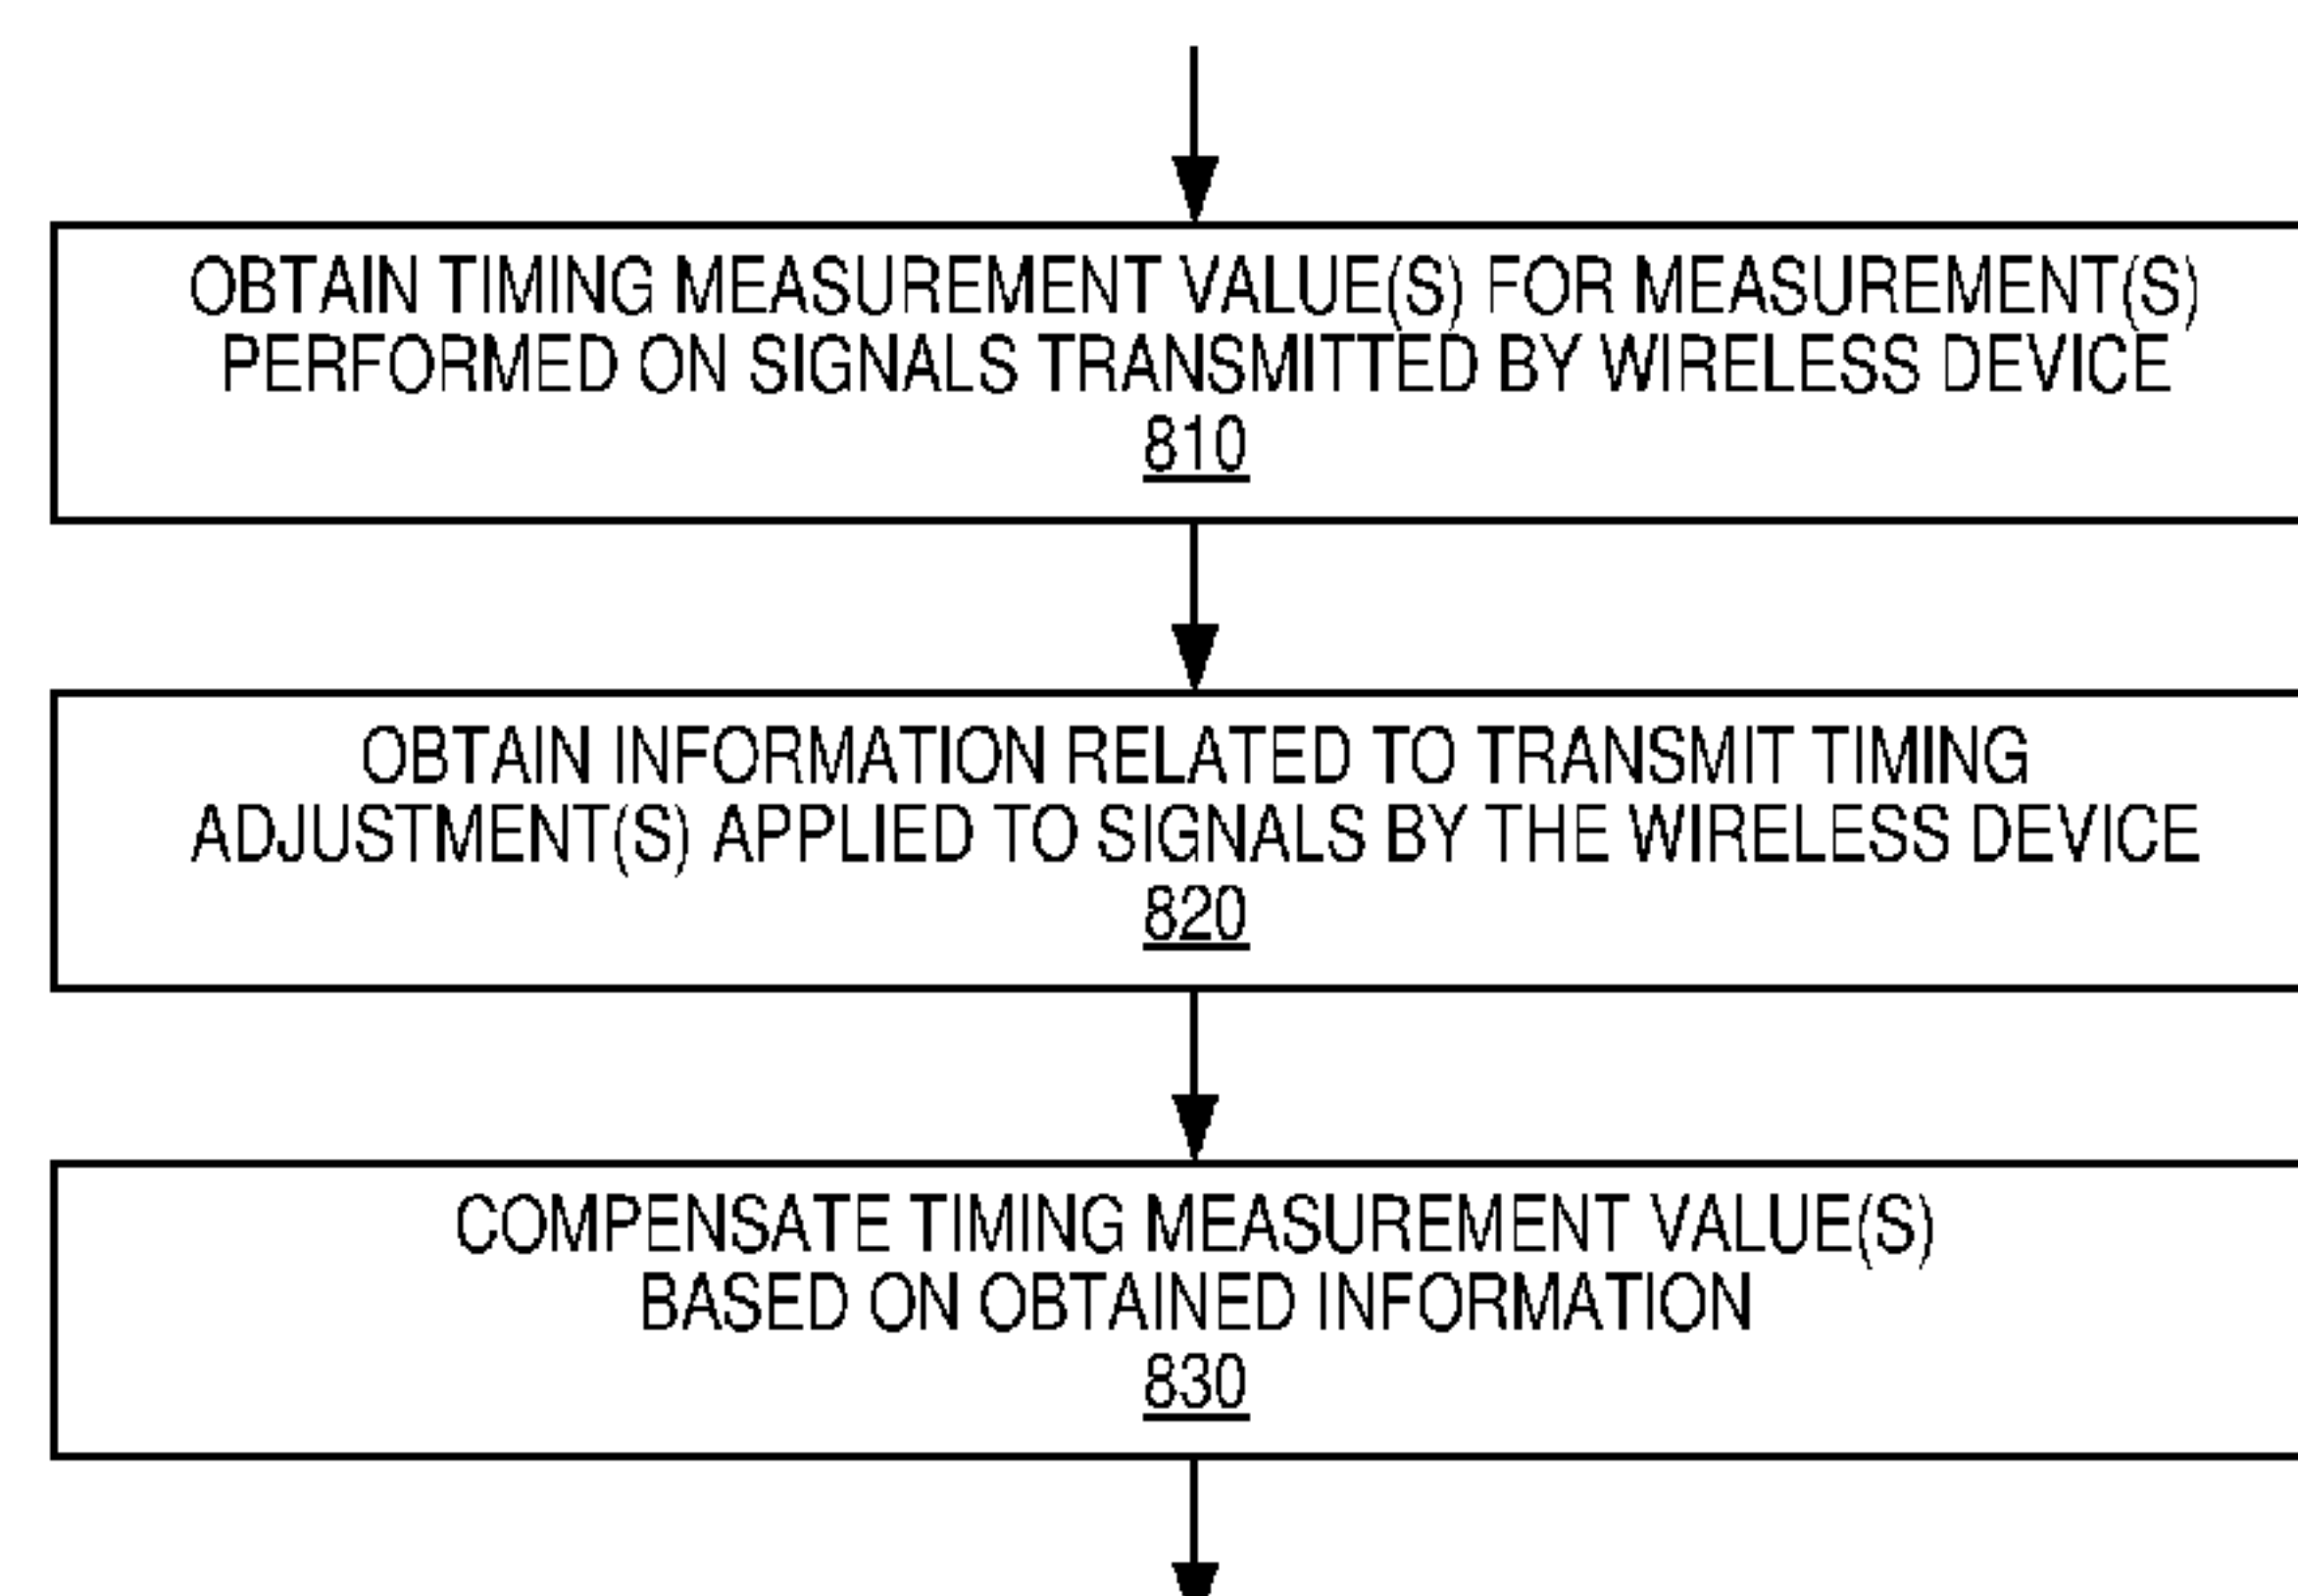 OBTAIN TIMING MEASUREMENT VALUE(S) FOR MEASUREMENT(S)
PERFORMED ON SIGNALS TRANSMITTED BY WIRELESS DEVICE
810
OBTAIN INFORMATION RELATED TO TRANSMIT TIMING
ADJUSTMENT(S) APPLIED TO SIGNALS BY THE WIRELESS DEVICE
820
COMPENSATE TIMING MEASUREMENT VALUE(S)
BASED ON OBTAINED INFORMATION
830